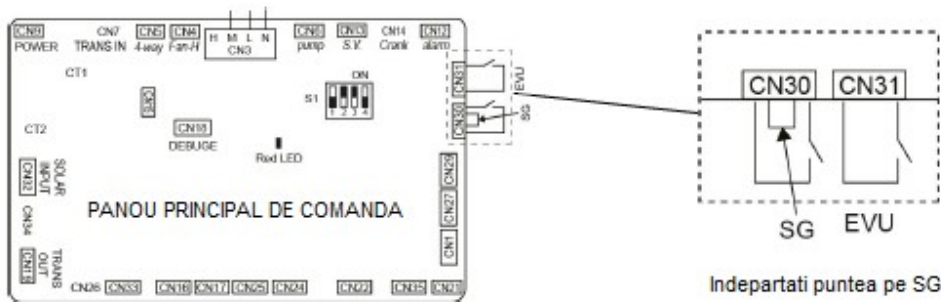 CN9 CN7 CN5 CN4 H M L N CN6 CN13 CN14 CN12
POWER TRANS IN 4-way Fan-H CN3 pump S.V. Crank alarm
CT1
CN31
EVU
ON
S1
1 2 3 4
CN30
SG
CT2
CN18
DEBUGE
Red LED
SOLAR
INPUT
CN32
CN29
CN27
CN1
PANOU PRINCIPAL DE COMANDA
CN34
TRANS
OUT
CN26 CN33 CN16 CN17 CN25 CN24 CN22 CN35 CN21
CN30 CN31
SG EVU
Indepartati puntea pe SG